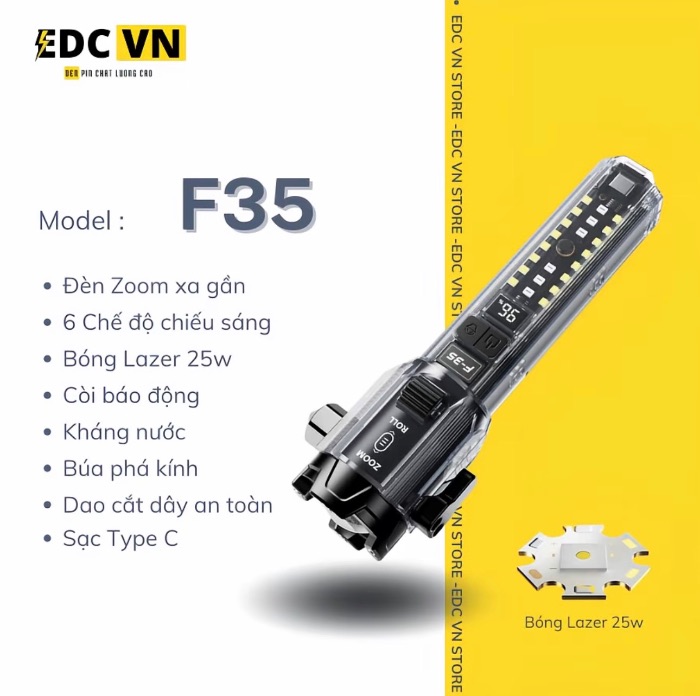 EDC VN
ĐÈN PIN CHẤT LƯỢNG CAO
Model :
F35
• Đèn Zoom xa gần
• 6 Chế độ chiếu sáng
• Bóng Lazer 25w
• Còi báo động
• Kháng nước
• Búa phá kính
• Dao cắt dây an toàn
• Sạc Type C
EDC VN STORE -EDC VN STORE -EDC VN ST
VN STORE -EDC VN STORE
96%
F-35
ROLL
ZOOM
Bóng Lazer 25w